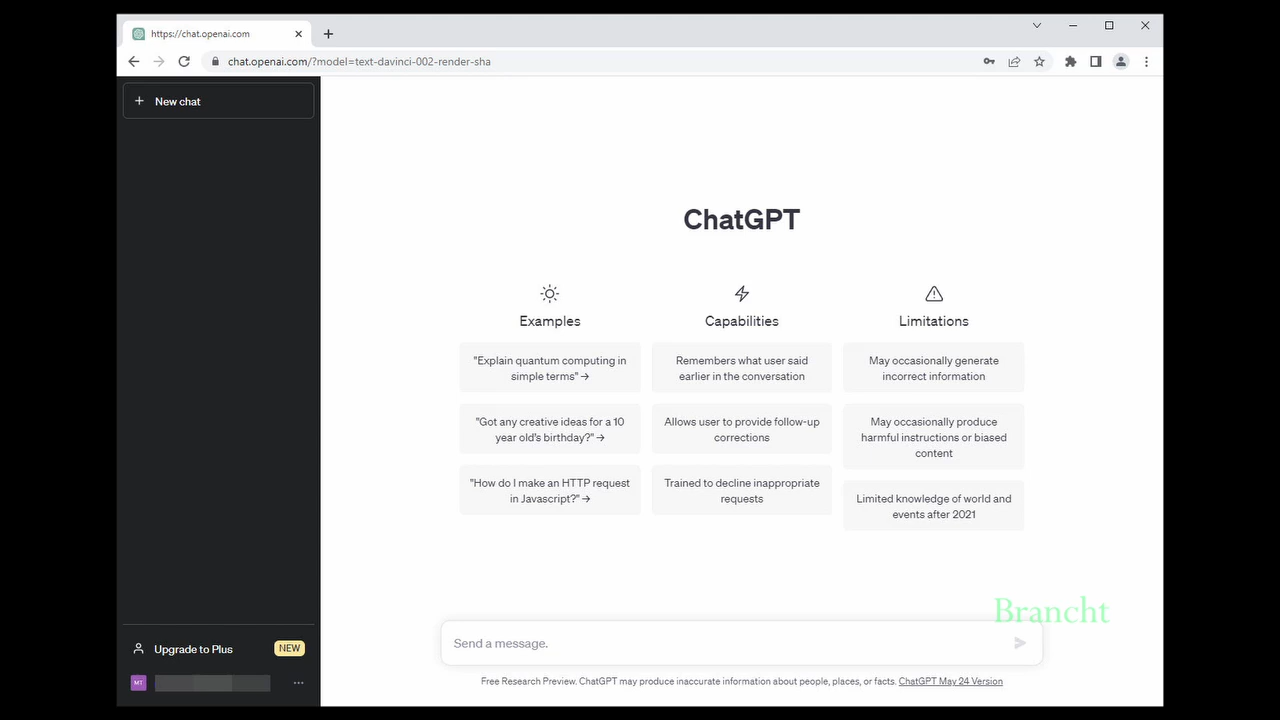 https://chat.openai.com
chat.openai.com/?model=text-davinci-002-render-sha
New chat
ChatGPT
Examples
"Explain quantum computing in
simple terms" →
"Got any creative ideas for a 10
year old's birthday?" →
"How do I make an HTTP request
in Javascript?" →
Capabilities
Remembers what user said
earlier in the conversation
Allows user to provide follow-up
corrections
Trained to decline inappropriate
requests
Limitations
May occasionally generate
incorrect information
May occasionally produce
harmful instructions or biased
content
Limited knowledge of world and
events after 2021
Brancht
Send a message.
Upgrade to Plus NEW
MT
Free Research Preview. ChatGPT may produce inaccurate information about people, places, or facts. ChatGPT May 24 Version